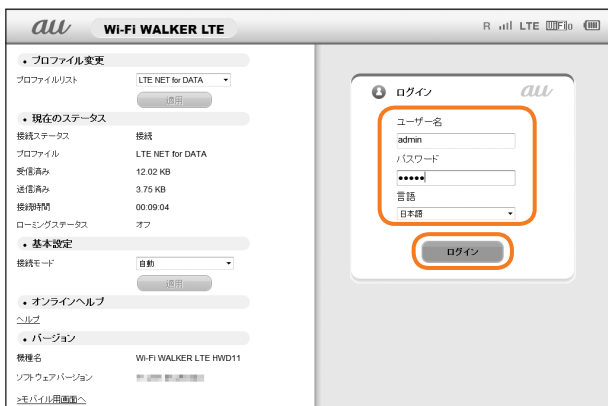 au Wi-Fi WALKER LTE
R LTE
プロファイル変更
プロファイルリスト LTE NET for DATA
適用
現在のステータス
接続ステータス 接続
プロファイル LTE NET for DATA
受信済み 12.02 KB
送信済み 3.75 KB
接続時間 00:09:04
ローミングステータス オフ
基本設定
接続モード 自動
適用
オンラインヘルプ
ヘルプ
バージョン
機種名 Wi-Fi WALKER LTE HWD11
ソフトウェアバージョン
>モバイル用画面へ
ログイン au
ユーザー名
admin
パスワード
•••••
言語
日本語
ログイン